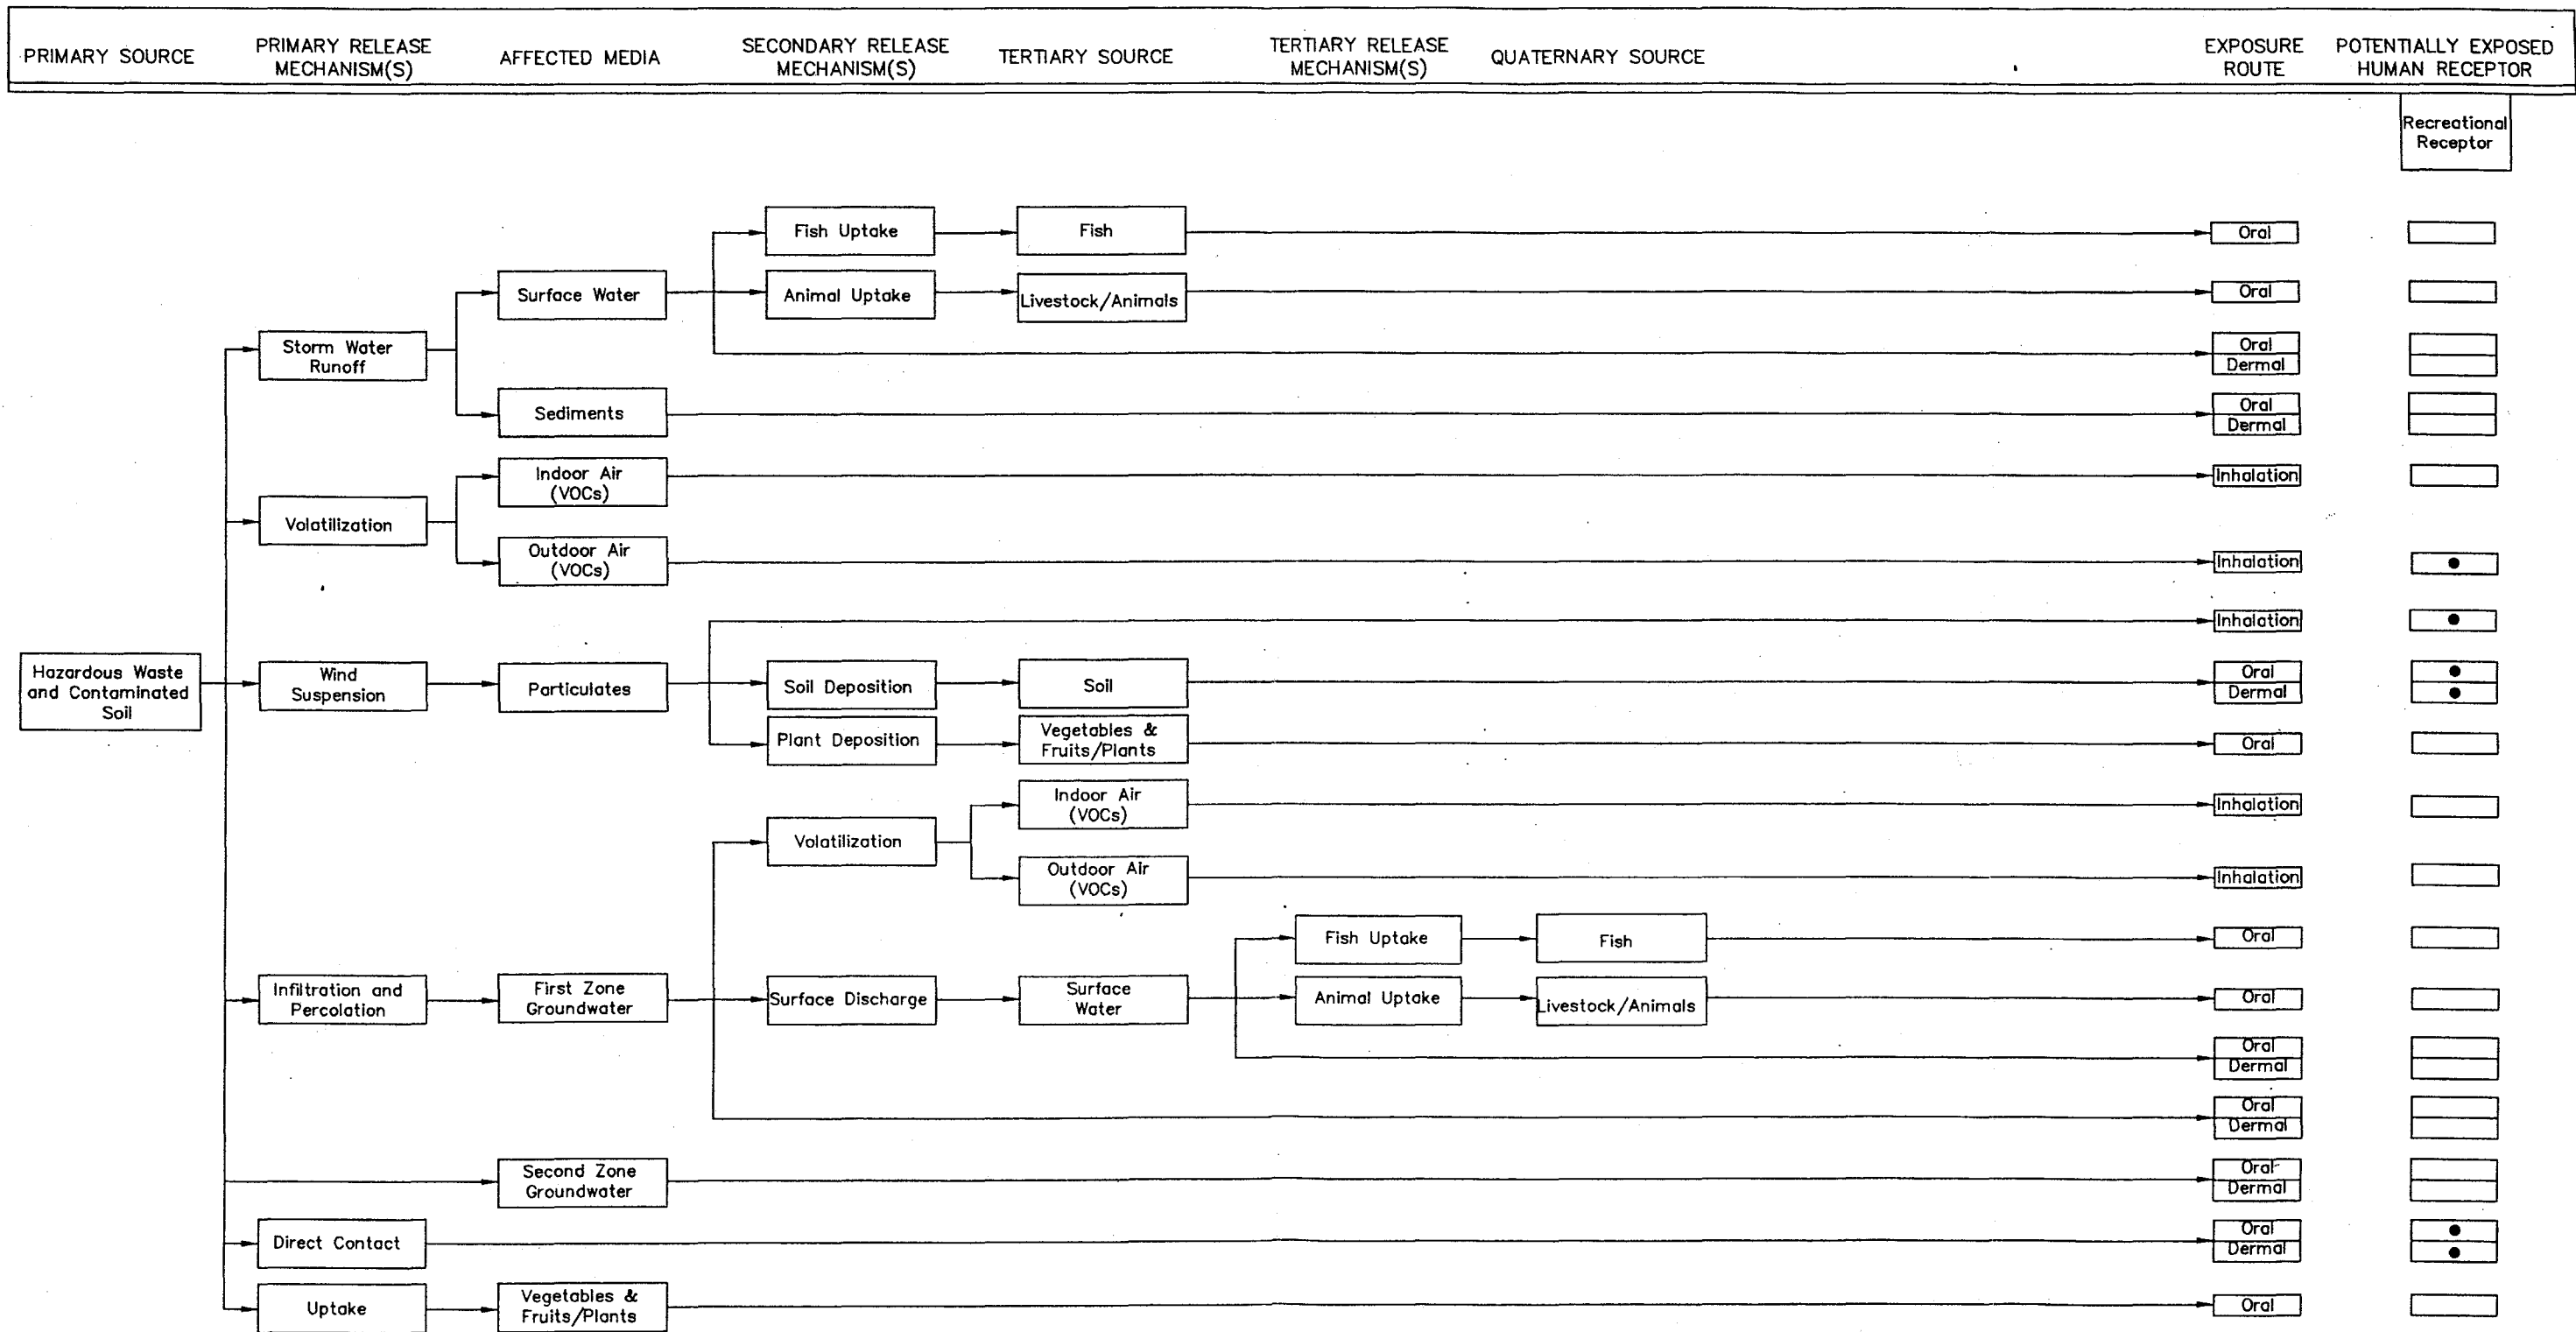 PRIMARY SOURCE
PRIMARY RELEASE
MECHANISM(S)
AFFECTED MEDIA
SECONDARY RELEASE
MECHANISM(S)
TERTIARY SOURCE
TERTIARY RELEASE
MECHANISM(S)
QUATERNARY SOURCE
EXPOSURE
ROUTE
POTENTIALLY EXPOSED
HUMAN RECEPTOR
Recreational
Receptor
Fish Uptake
Fish
Oral
Surface Water
Animal Uptake
Livestock/Animals
Oral
Storm Water
Runoff
Oral
Dermal
Sediments
Oral
Dermal
Indoor Air
(VOCs)
Inhalation
Volatilization
Outdoor Air
(VOCs)
Inhalation
Inhalation
Hazardous Waste
and Contaminated
Soil
Wind
Suspension
Particulates
Soil Deposition
Soil
Oral
Dermal
Plant Deposition
Vegetables &
Fruits/Plants
Oral
Indoor Air
(VOCs)
Inhalation
Volatilization
Outdoor Air
(VOCs)
Inhalation
Fish Uptake
Fish
Oral
Infiltration and
Percolation
First Zone
Groundwater
Surface Discharge
Surface
Water
Animal Uptake
Livestock/Animals
Oral
Oral
Dermal
Oral
Dermal
Second Zone
Groundwater
Oral
Dermal
Direct Contact
Oral
Dermal
Uptake
Vegetables &
Fruits/Plants
Oral